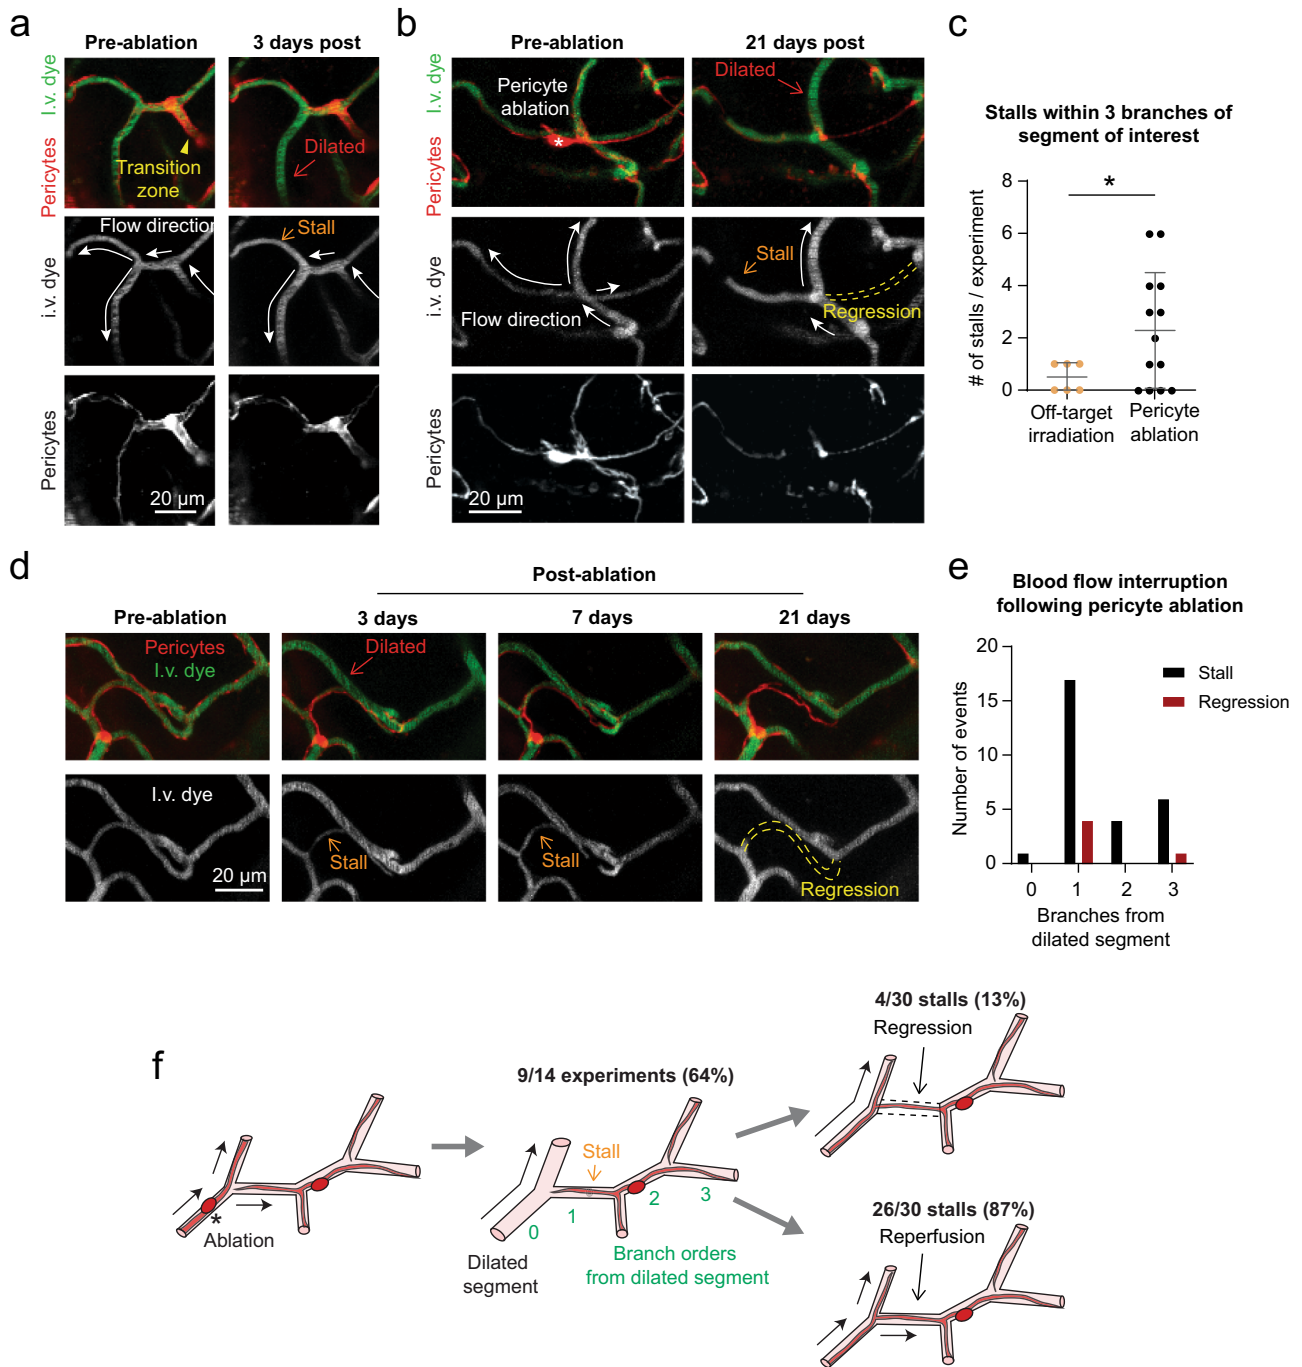 a
Pre-ablation
3 days post
I.v. dye
Pericytes
Transition
zone
Dilated
i.v. dye
Flow direction
Stall
Pericytes
20 µm
b
Pre-ablation
21 days post
I.v. dye
Pericytes
Pericyte
ablation
*
Dilated
i.v. dye
Flow direction
Stall
Regression
Pericytes
20 µm
c
Stalls within 3 branches of
segment of interest
# of stalls / experiment
8
6
4
2
0
*
Off-target
irradiation
Pericyte
ablation
d
Post-ablation
Pre-ablation
3 days
7 days
21 days
Pericytes
I.v. dye
Dilated
I.v. dye
20 µm
Stall
Stall
Regression
e
Blood flow interruption
following pericyte ablation
Number of events
20
15
10
5
0
Stall
Regression
0 1 2 3
Branches from
dilated segment
f
*
Ablation
9/14 experiments (64%)
Stall
0
1
2
3
Dilated
segment
Branch orders
from dilated segment
4/30 stalls (13%)
Regression
26/30 stalls (87%)
Reperfusion